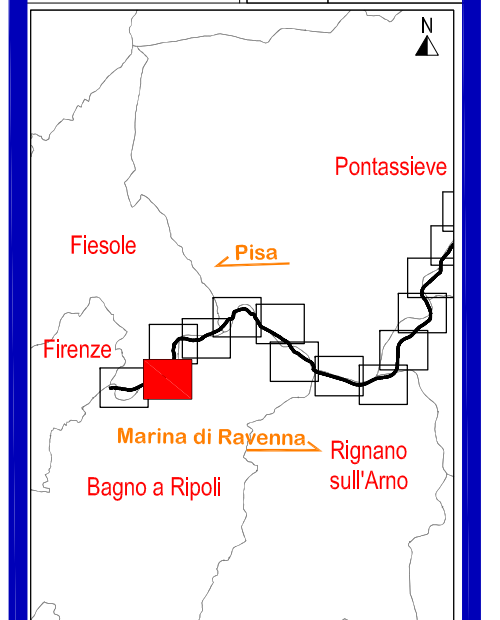 N
Pontassieve
Fiesole
Pisa
Firenze
Marina di Ravenna
Rignano
sull'Arno
Bagno a Ripoli